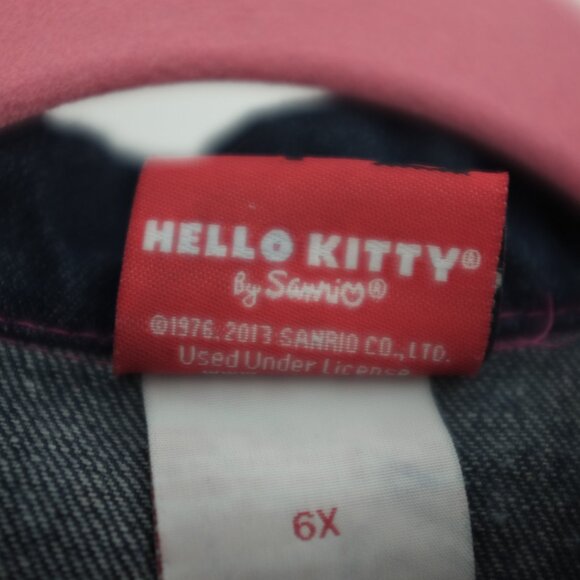 HELLO KITTY®
by Sanrio®
©1976, 2013 SANRIO CO., LTD.
Used Under License
6X